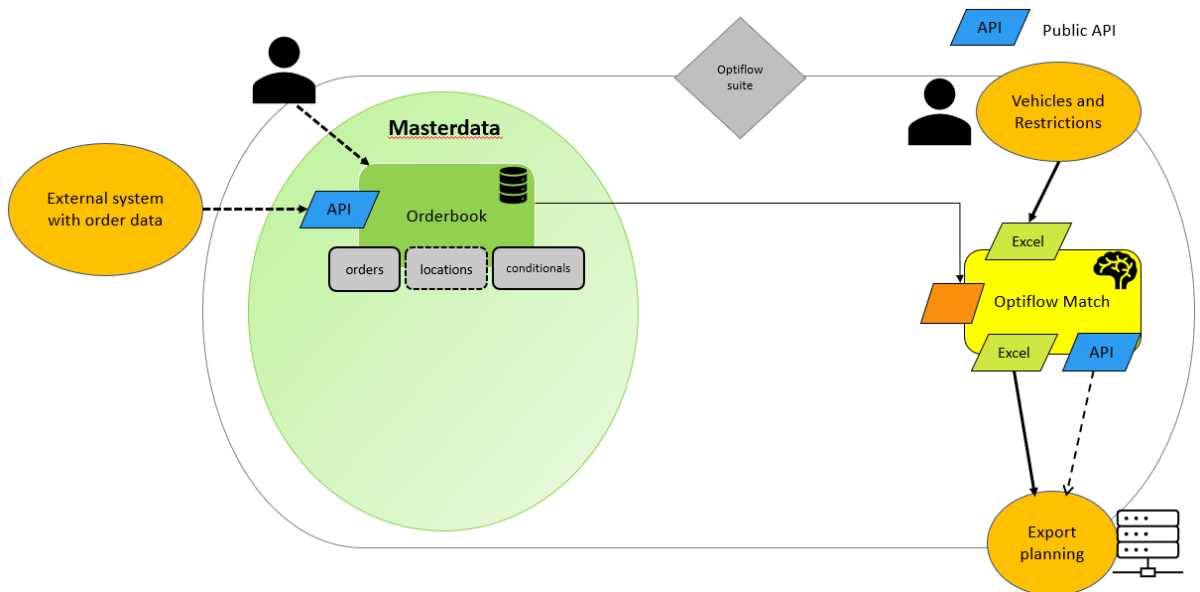 API
Public API
Optiflow
suite
Vehicles and
Restrictions
Masterdata
External system
with order data
API
Orderbook
orders
locations
conditionals
Excel
Optiflow Match
Excel
API
Export
planning